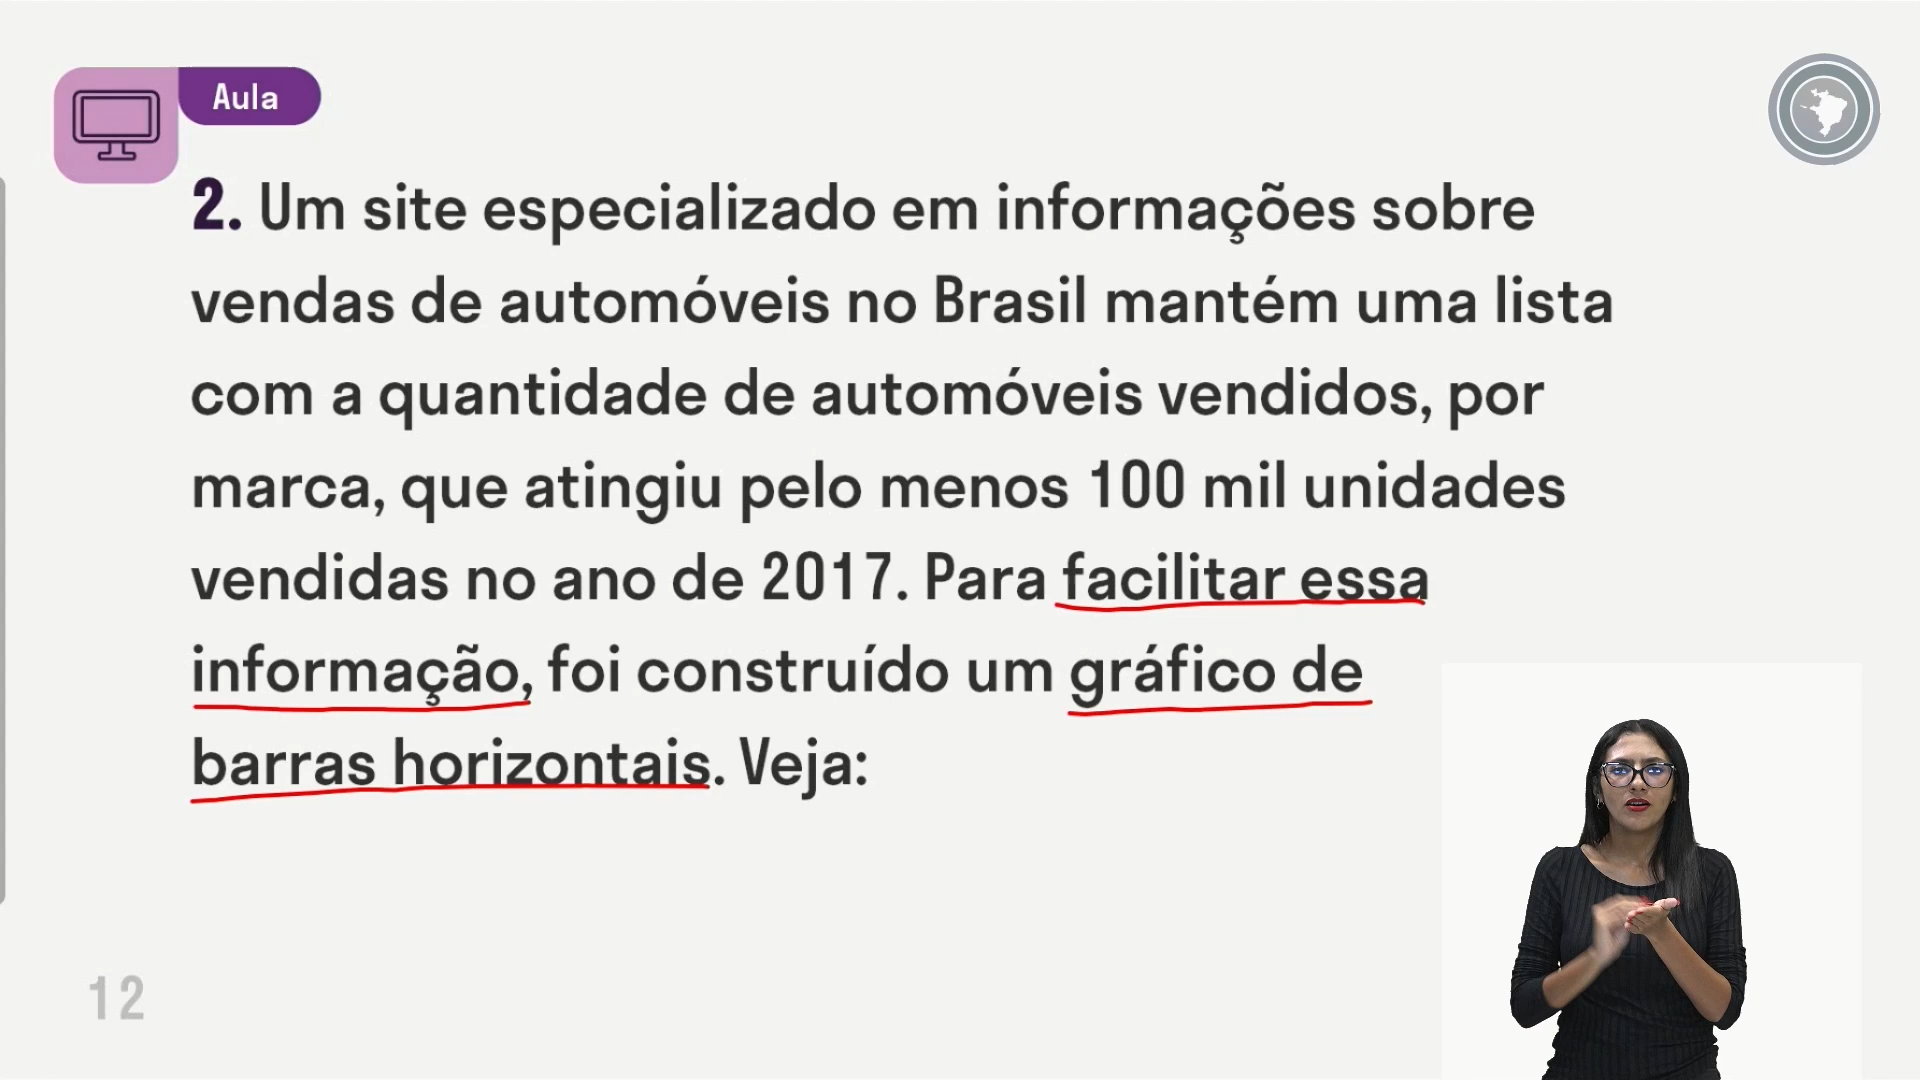 Aula
2. Um site especializado em informações sobre
vendas de automóveis no Brasil mantém uma lista
com a quantidade de automóveis vendidos, por
marca, que atingiu pelo menos 100 mil unidades
vendidas no ano de 2017. Para facilitar essa
informação, foi construído um gráfico de
barras horizontais. Veja:
12